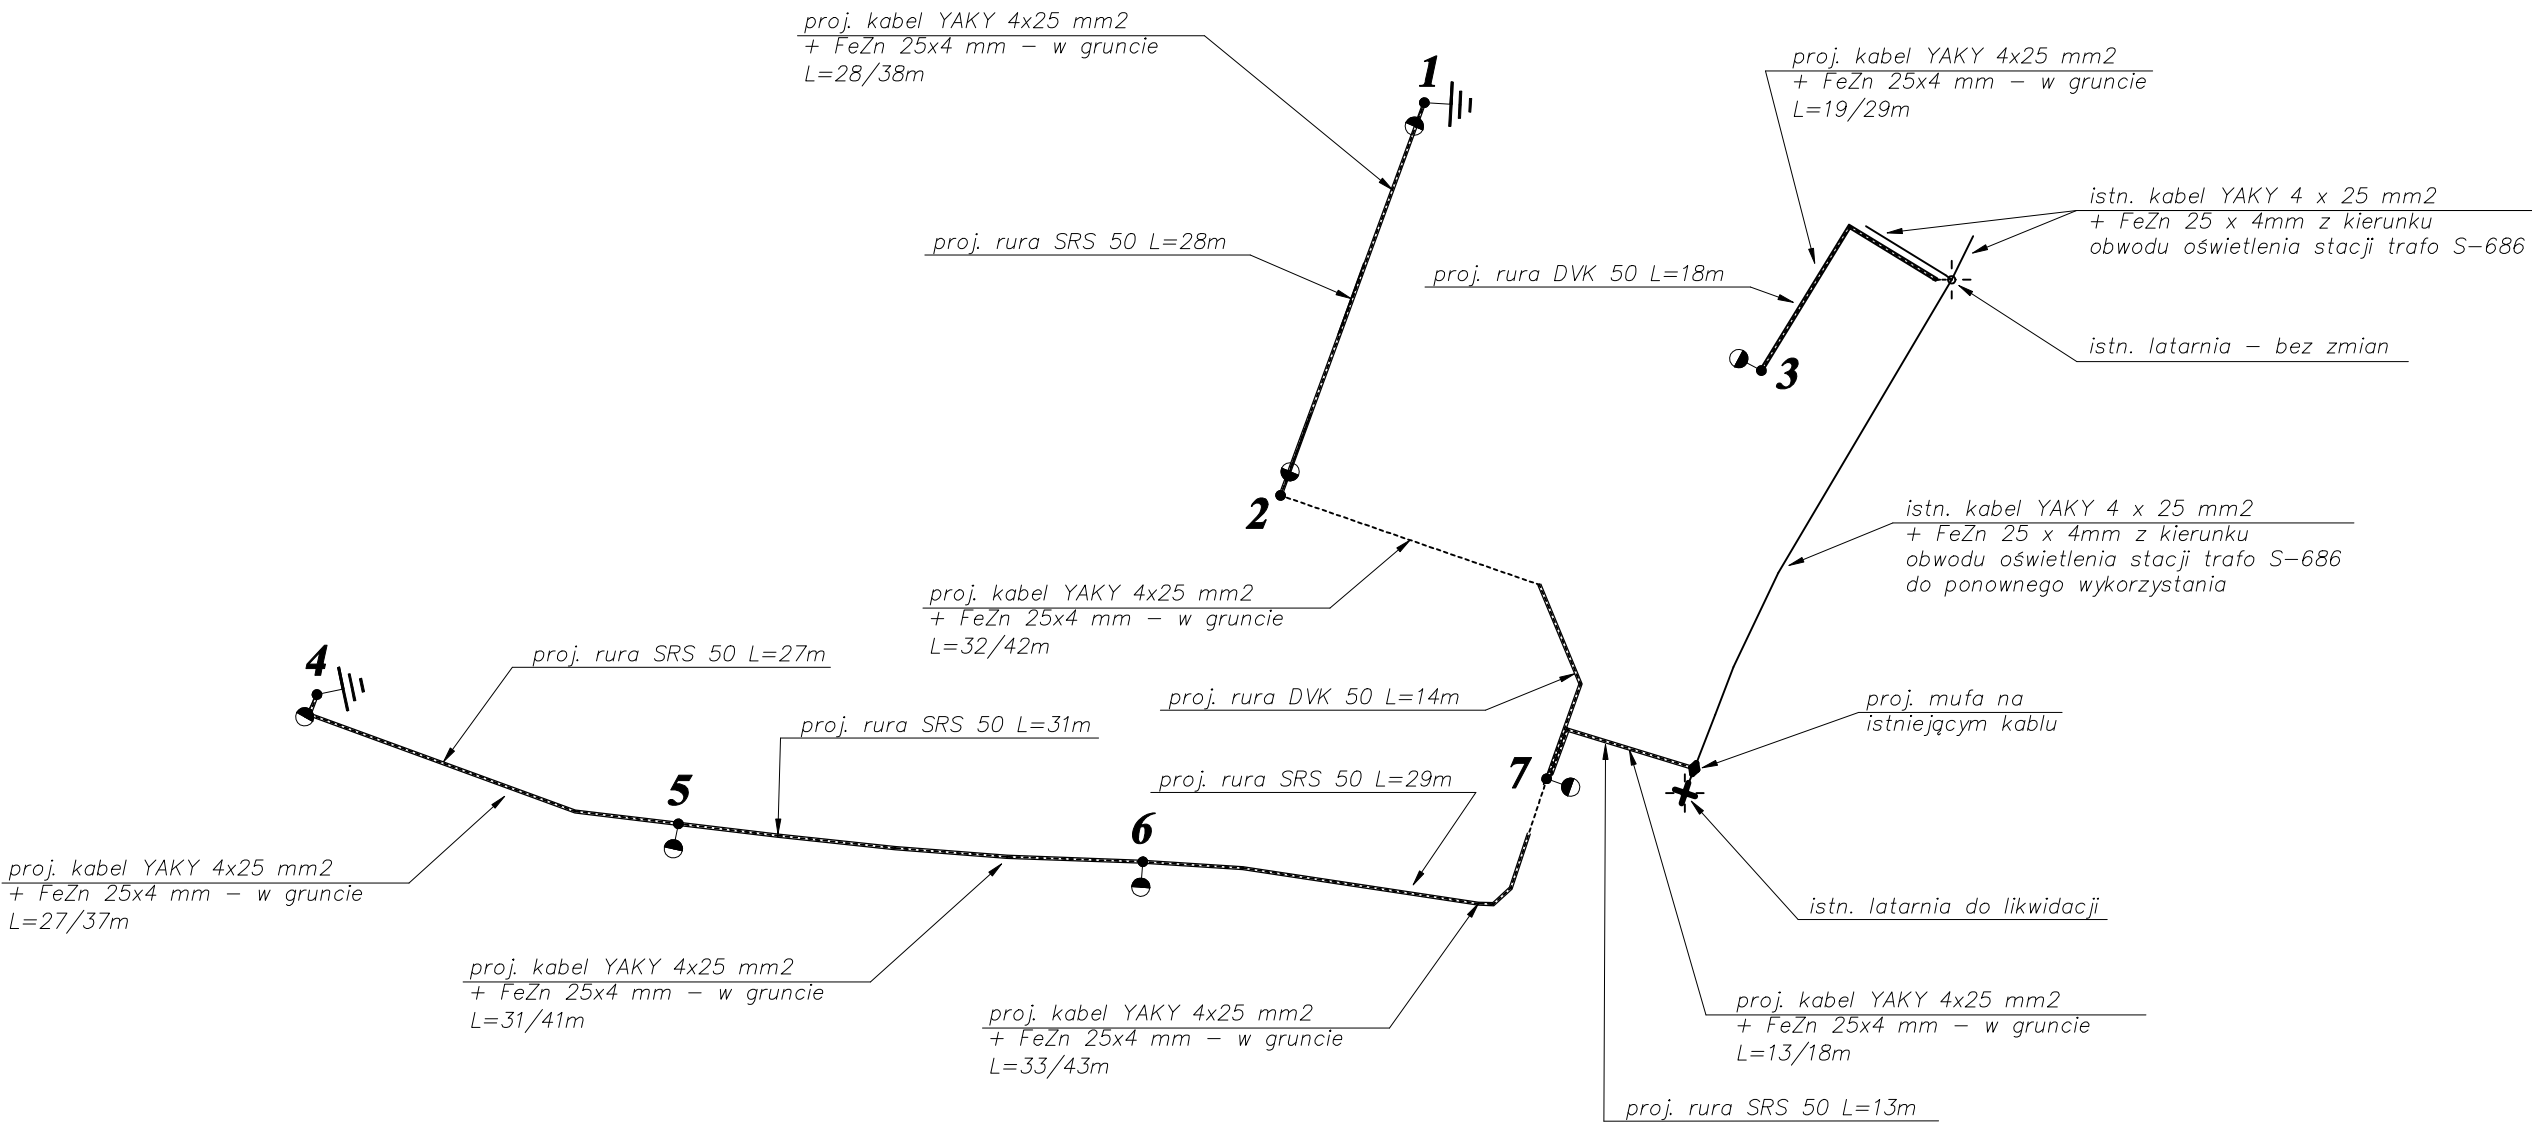 proj. kabel YAKY 4x25 mm2
+ FeZn 25x4 mm – w gruncie
L=28/38m
1
proj. kabel YAKY 4x25 mm2
+ FeZn 25x4 mm – w gruncie
L=19/29m
istn. kabel YAKY 4 x 25 mm2
+ FeZn 25 x 4mm z kierunku
obwodu oświetlenia stacji trafo S–686
proj. rura SRS 50 L=28m
proj. rura DVK 50 L=18m
istn. latarnia – bez zmian
3
2
istn. kabel YAKY 4 x 25 mm2
+ FeZn 25 x 4mm z kierunku
obwodu oświetlenia stacji trafo S–686
do ponownego wykorzystania
proj. kabel YAKY 4x25 mm2
+ FeZn 25x4 mm – w gruncie
L=32/42m
4
proj. rura SRS 50 L=27m
proj. rura DVK 50 L=14m
proj. mufa na
istniejącym kablu
proj. rura SRS 50 L=31m
5
7
proj. rura SRS 50 L=29m
6
proj. kabel YAKY 4x25 mm2
+ FeZn 25x4 mm – w gruncie
L=27/37m
istn. latarnia do likwidacji
proj. kabel YAKY 4x25 mm2
+ FeZn 25x4 mm – w gruncie
L=31/41m
proj. kabel YAKY 4x25 mm2
+ FeZn 25x4 mm – w gruncie
L=33/43m
proj. kabel YAKY 4x25 mm2
+ FeZn 25x4 mm – w gruncie
L=13/18m
proj. rura SRS 50 L=13m